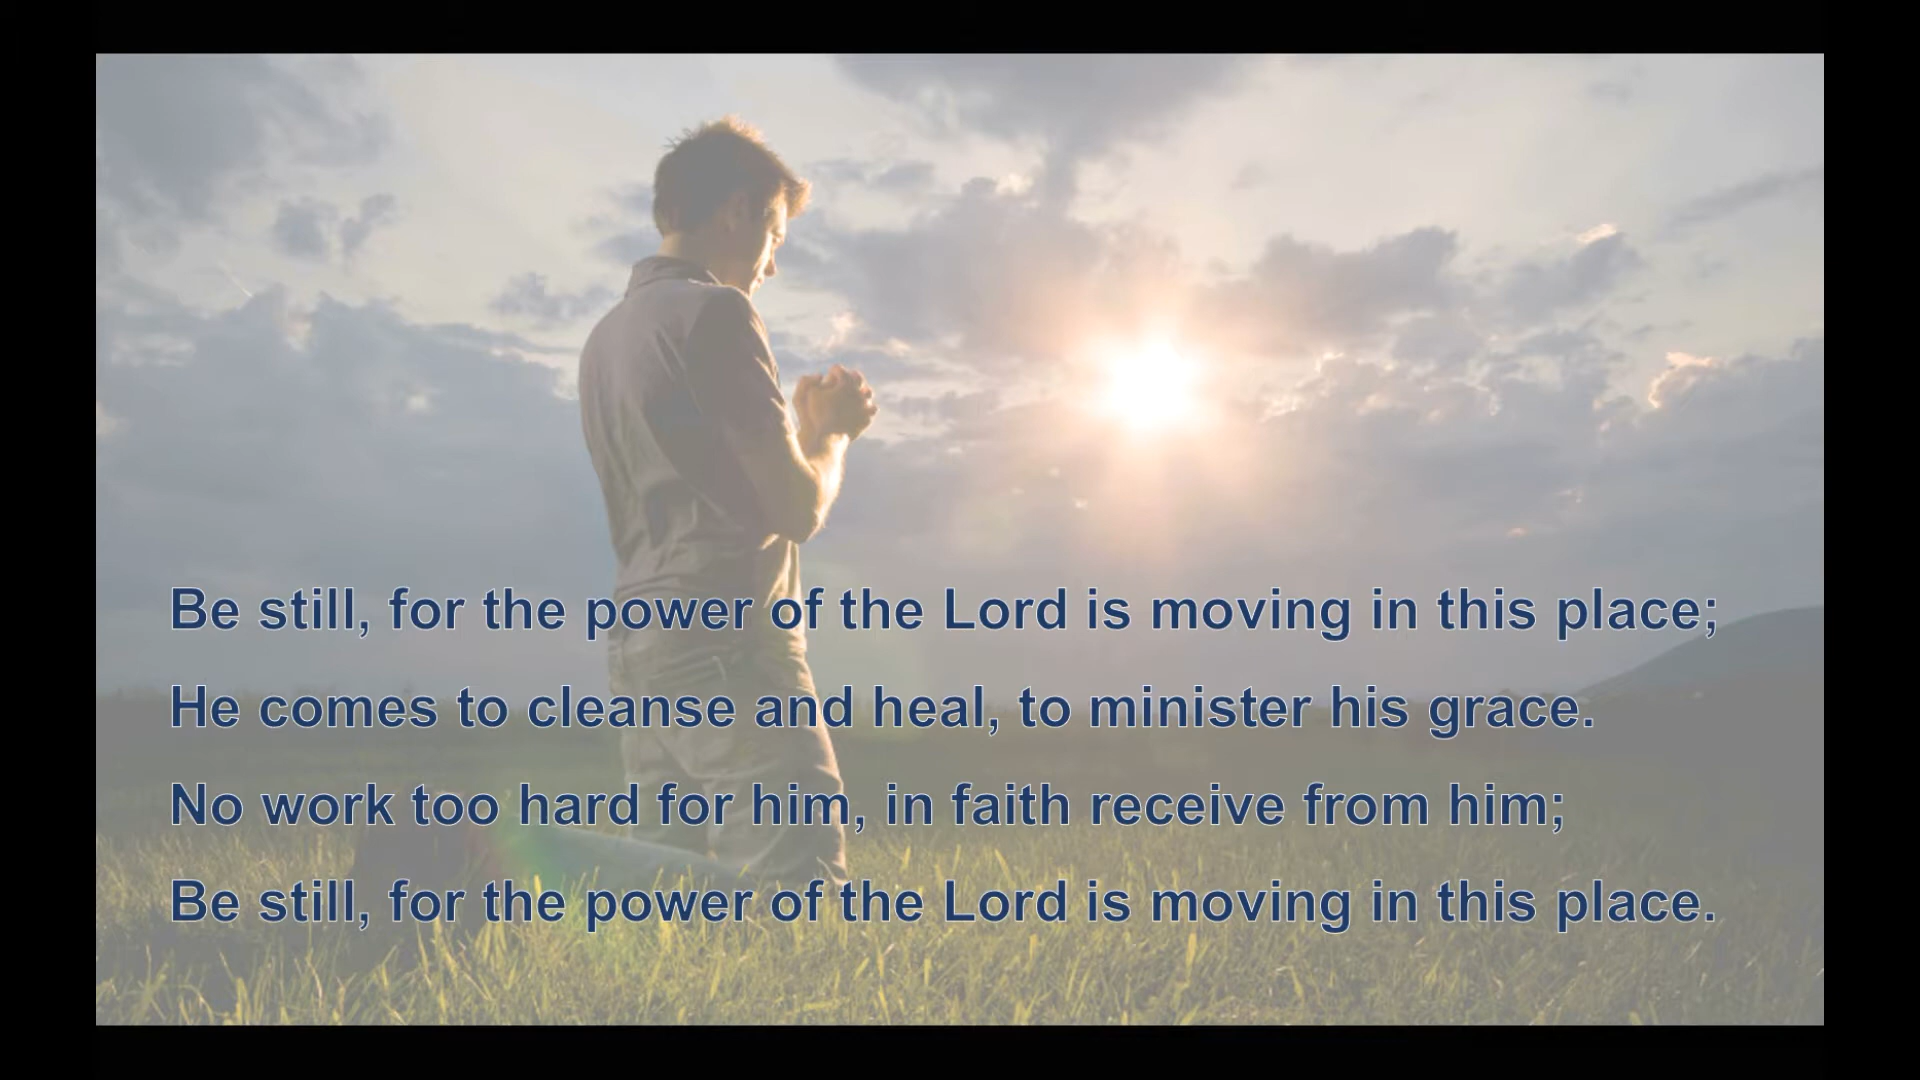 Be still, for the power of the Lord is moving in this place;
He comes to cleanse and heal, to minister his grace.
No work too hard for him, in faith receive from him;
Be still, for the power of the Lord is moving in this place.